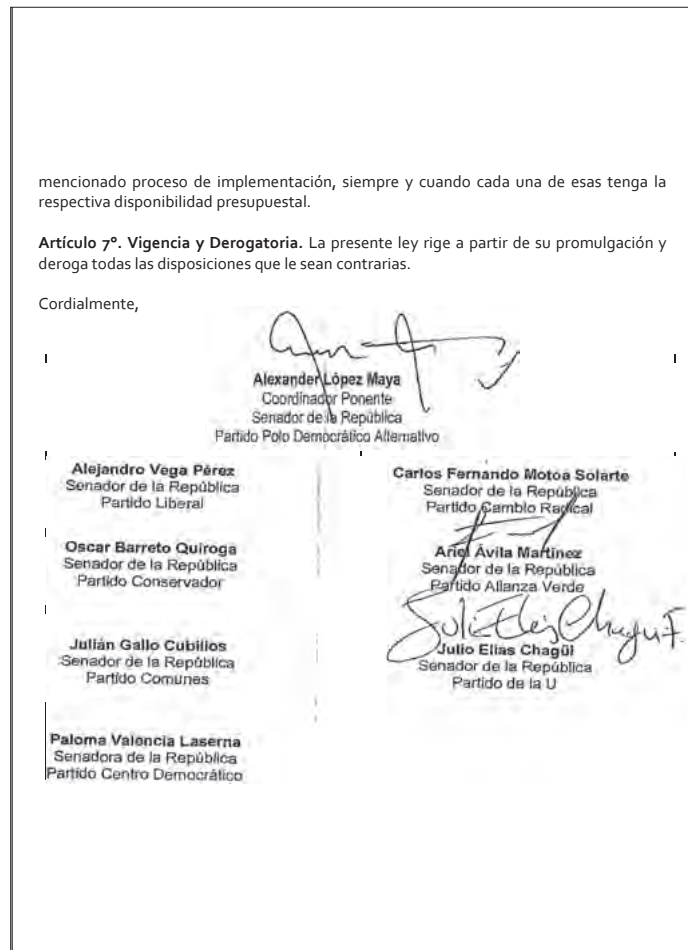 mencionado proceso de implementación, siempre y cuando cada una de esas tenga la
respectiva disponibilidad presupuestal.
Artículo 7º. Vigencia y Derogatoria. La presente ley rige a partir de su promulgación y
deroga todas las disposiciones que le sean contrarias.
Cordialmente,
Alexander López Maya
Coordinador Ponente
Senador de la República
Partido Polo Democrático Alternativo
Alejandro Vega Pérez
Senador de la República
Partido Liberal
Oscar Barreto Quiroga
Senador de la República
Partido Conservador
Julián Gallo Cubillos
Senador de la República
Partido Comunes
Paloma Valencia Laserna
Senadora de la República
Partido Centro Democrático
Carlos Fernando Motoa Solarte
Senador de la República
Partido Cambio Radical
Ariel Ávila Martínez
Senador de la República
Partido Alianza Verde
Julio Elias Chagüi
Senador de la República
Partido de la U